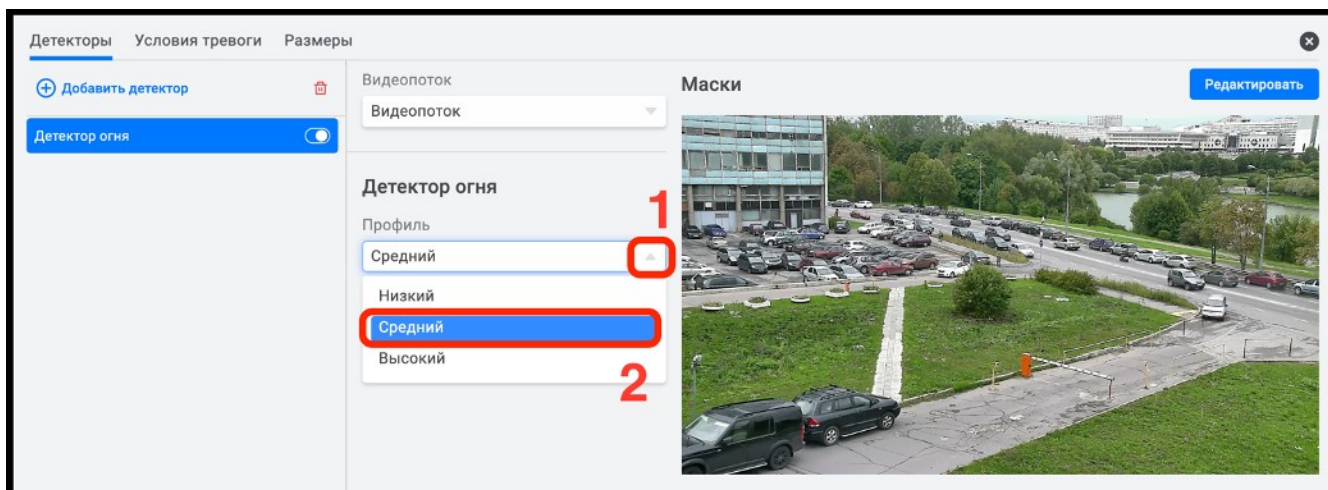 Детекторы Условия тревоги Размеры
Добавить детектор
Детектор огня
Видеопоток
Видеопоток
Детектор огня
Профиль
1
Средний
Низкий
Средний
Высокий
2
Маски
Редактировать